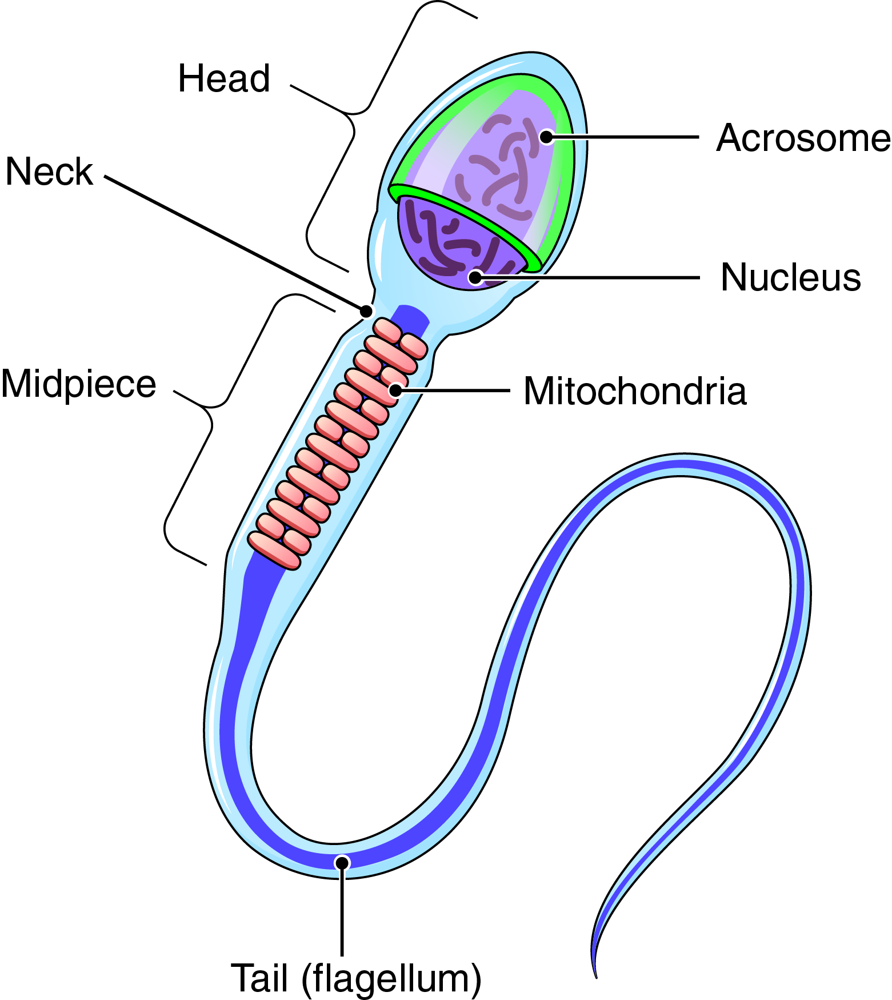 Head
Acrosome
Neck
Nucleus
Midpiece
Mitochondria
Tail (flagellum)